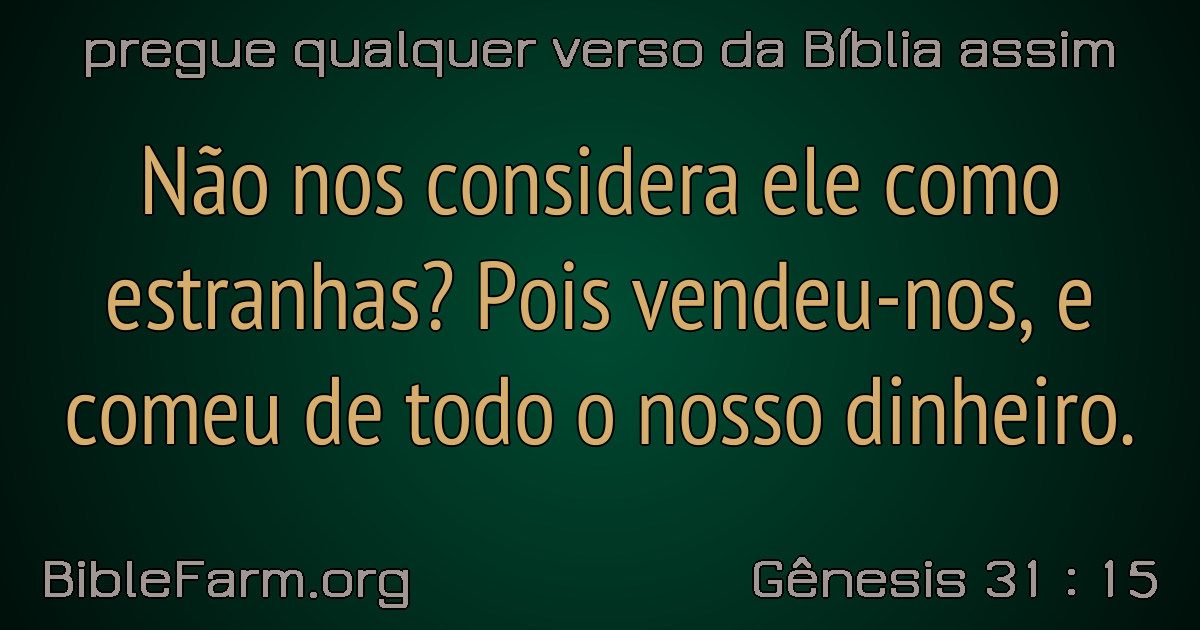 pregue qualquer verso da Bíblia assim
Não nos considera ele como
estranhas? Pois vendeu-nos, e
comeu de todo o nosso dinheiro.
BibleFarm.org
Gênesis 31 : 15